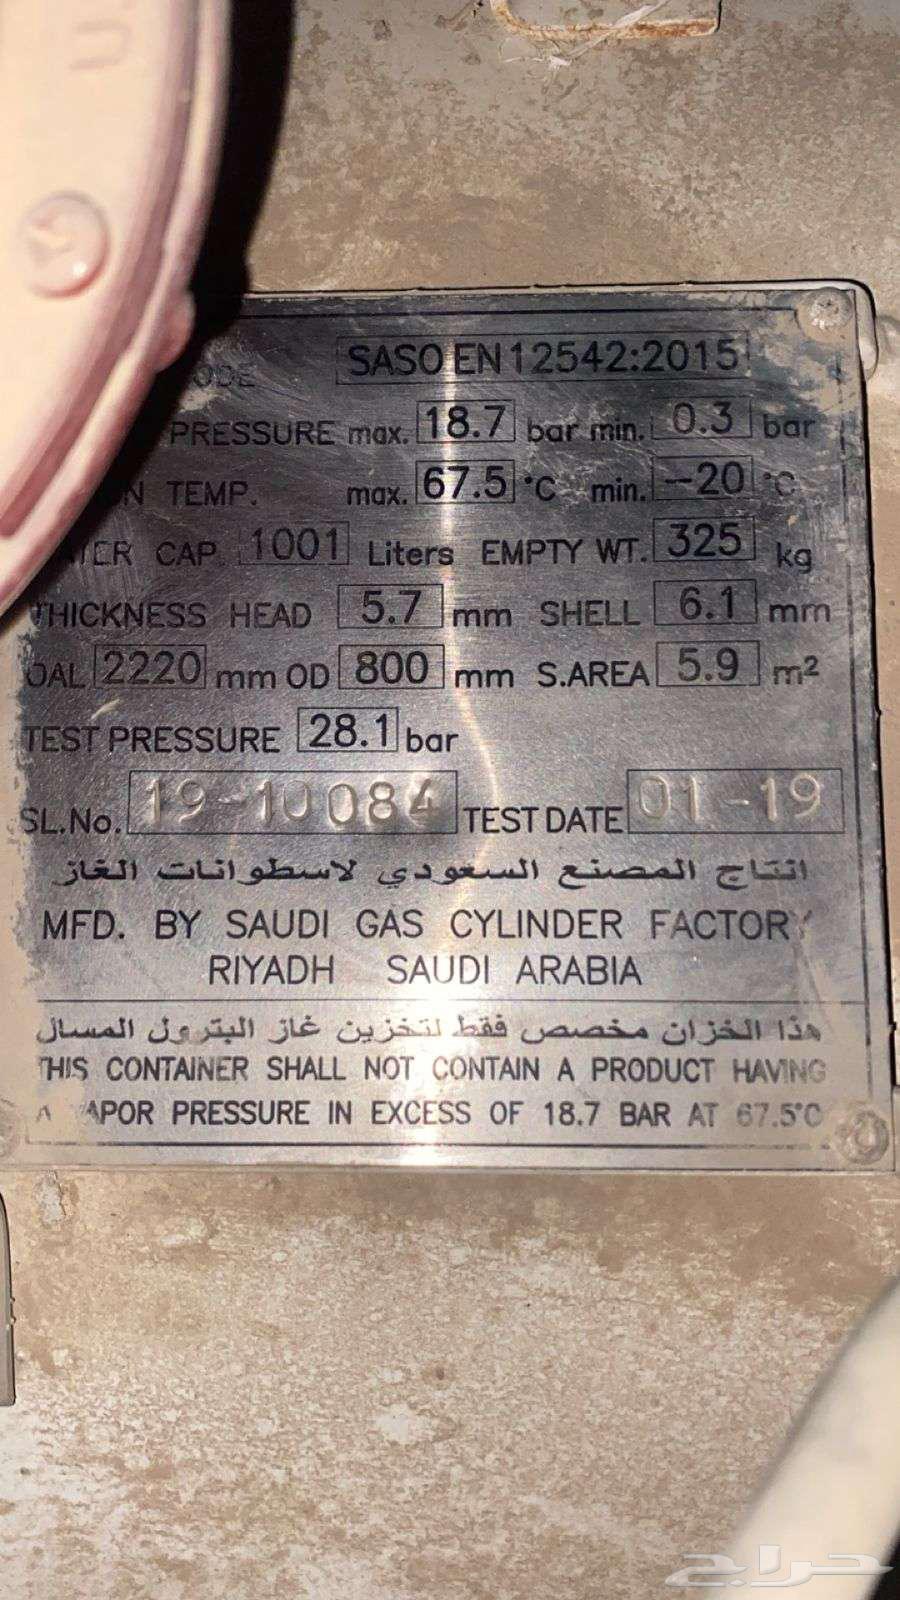 SASO EN 12542:2015
PRESSURE max. 18.7 bar min. 0.3 bar
TEMP. max. 67.5 °C min. -20 °C
CAP. 1001 Liters EMPTY WT. 325 kg
THICKNESS HEAD 5.7 mm SHELL 6.1 mm
OAL 2220 mm OD 800 mm S.AREA 5.9 m²
TEST PRESSURE 28.1 bar
SL.No. 19-10084 TEST DATE 01-19
انتاج المصنع السعودي لاسطوانات الغاز
MFD. BY SAUDI GAS CYLINDER FACTORY
RIYADH SAUDI ARABIA
هذا الخزان مخصص فقط لتخزين غاز البترول المسال
THIS CONTAINER SHALL NOT CONTAIN A PRODUCT HAVING
A VAPOR PRESSURE IN EXCESS OF 18.7 BAR AT 67.5°C
حراج